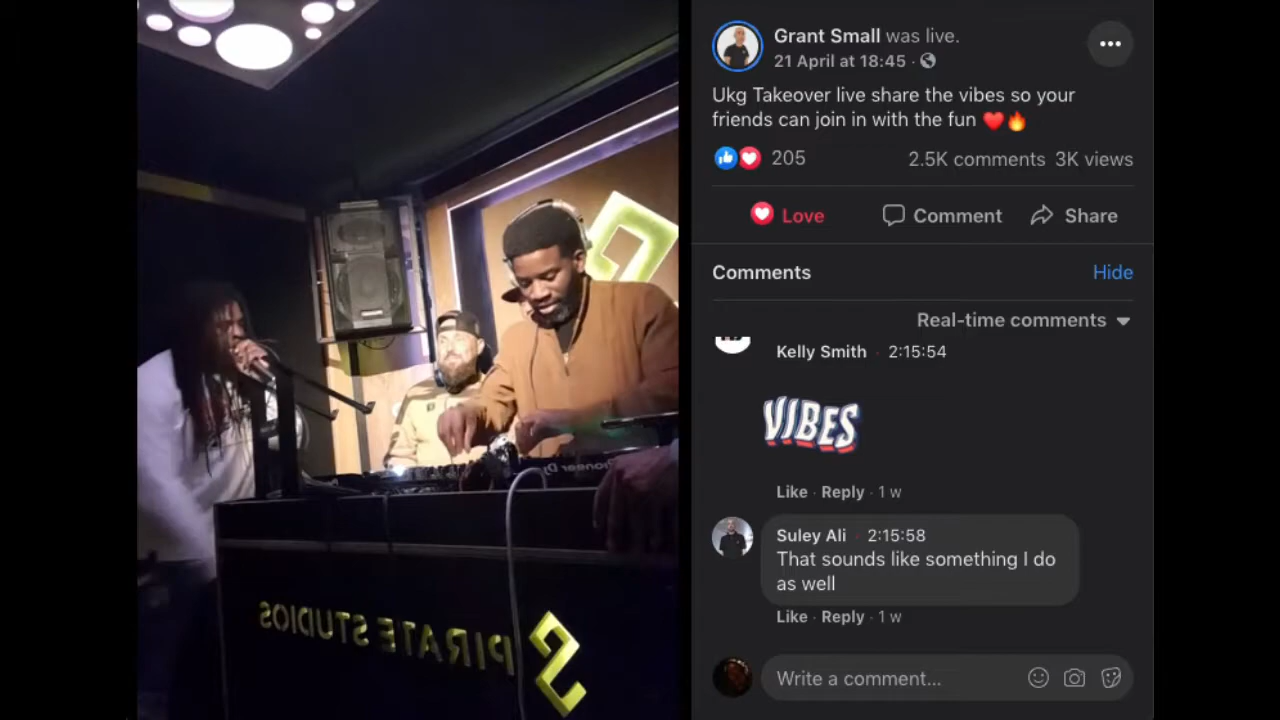 Grant Small was live.
21 April at 18:45 ·
Ukg Takeover live share the vibes so your
friends can join in with the fun ❤️🔥
205
2.5K comments 3K views
Love
Comment
Share
Comments
Hide
Real-time comments
Kelly Smith · 2:15:54
VIBES
Like · Reply · 1 w
Suley Ali · 2:15:58
That sounds like something I do
as well
Like · Reply · 1 w
Write a comment...
Pioneer DJ
PIRATE STUDIOS